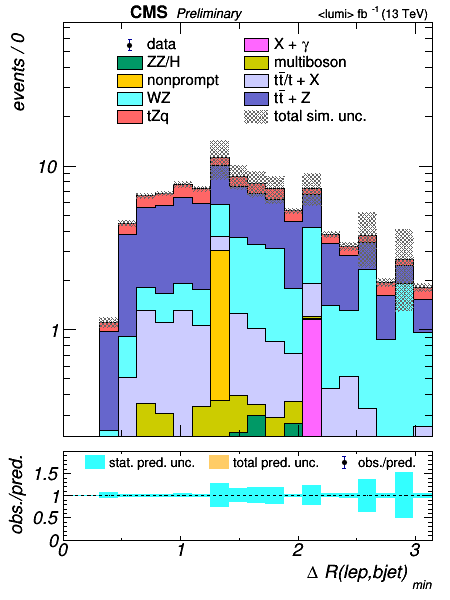 CMS Preliminary <lumi> fb⁻¹ (13 TeV)
events / 0
data
ZZ/H
nonprompt
WZ
tZq
X + γ
multiboson
tt̄/t + X
tt̄ + Z
total sim. unc.
10
1
stat. pred. unc. total pred. unc. obs./pred.
obs./pred.
1.5
1
0.5
0
0 1 2 3
Δ R(lep,bjet) min